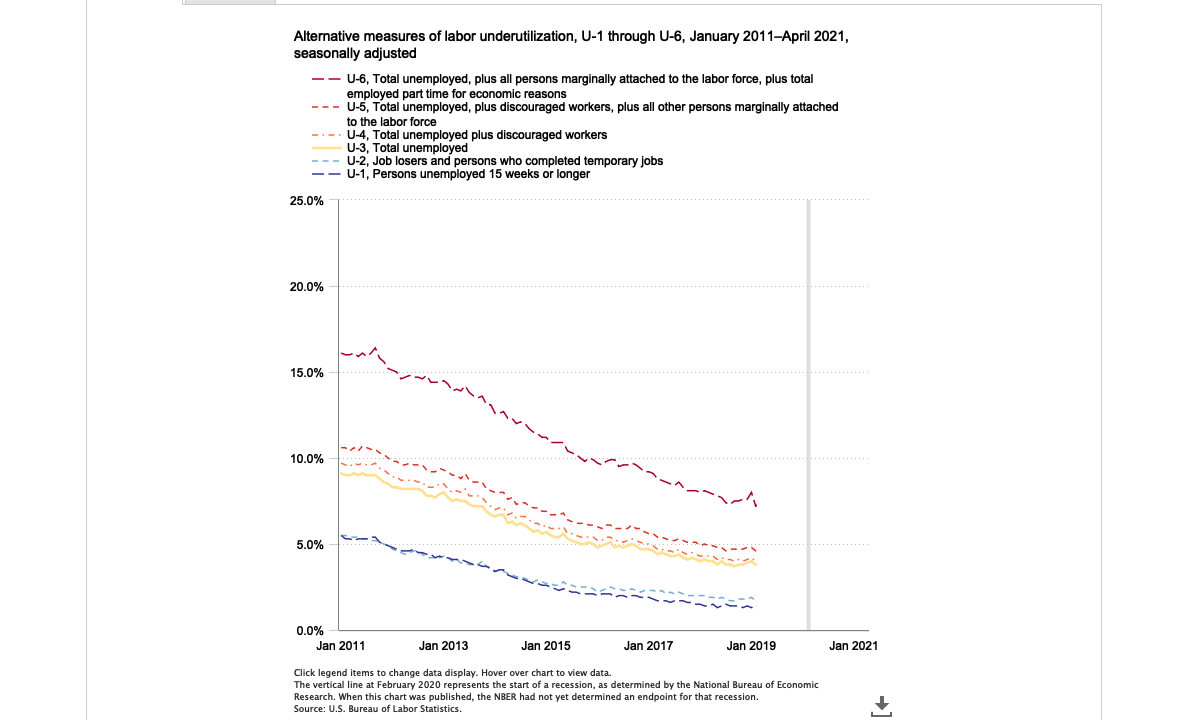 Alternative measures of labor underutilization, U-1 through U-6, January 2011–April 2021,
seasonally adjusted
U-6, Total unemployed, plus all persons marginally attached to the labor force, plus total
employed part time for economic reasons
U-5, Total unemployed, plus discouraged workers, plus all other persons marginally attached
to the labor force
U-4, Total unemployed plus discouraged workers
U-3, Total unemployed
U-2, Job losers and persons who completed temporary jobs
U-1, Persons unemployed 15 weeks or longer
25.0%
20.0%
15.0%
10.0%
5.0%
0.0%
Jan 2011 Jan 2013 Jan 2015 Jan 2017 Jan 2019 Jan 2021
Click legend items to change data display. Hover over chart to view data.
The vertical line at February 2020 represents the start of a recession, as determined by the National Bureau of Economic
Research. When this chart was published, the NBER had not yet determined an endpoint for that recession.
Source: U.S. Bureau of Labor Statistics.